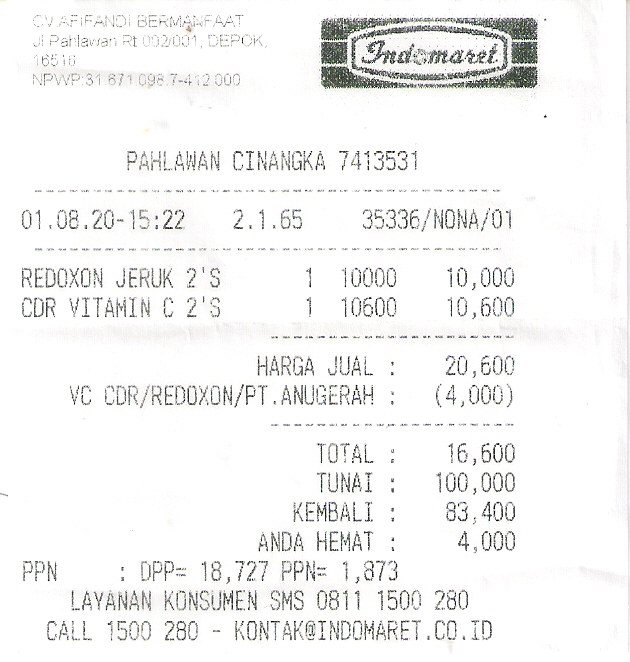 CV AFIFANDI BERMANFAAT
Jl Pahlawan Rt 002/001, DEPOK,
16516
NPWP:31.671.098.7-412.000
Indomaret
PAHLAWAN CINANGKA 7413531
01.08.20-15:22 2.1.65 35336/NONA/01
REDOXON JERUK 2'S 1 10000 10,000
CDR VITAMIN C 2'S 1 10600 10,600
HARGA JUAL : 20,600
VC CDR/REDOXON/PT.ANUGERAH : (4,000)
TOTAL : 16,600
TUNAI : 100,000
KEMBALI : 83,400
ANDA HEMAT : 4,000
PPN : DPP= 18,727 PPN= 1,873
LAYANAN KONSUMEN SMS 0811 1500 280
CALL 1500 280 - KONTAK@INDOMARET.CO.ID